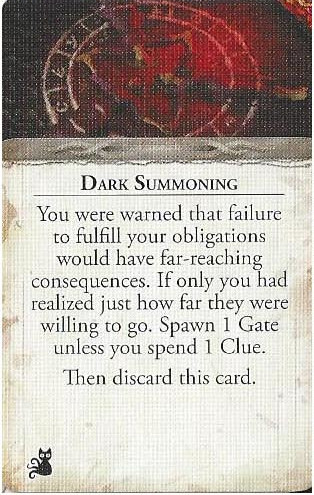 DARK SUMMONING
You were warned that failure
to fulfill your obligations
would have far-reaching
consequences. If only you had
realized just how far they were
willing to go. Spawn 1 Gate
unless you spend 1 Clue.
Then discard this card.